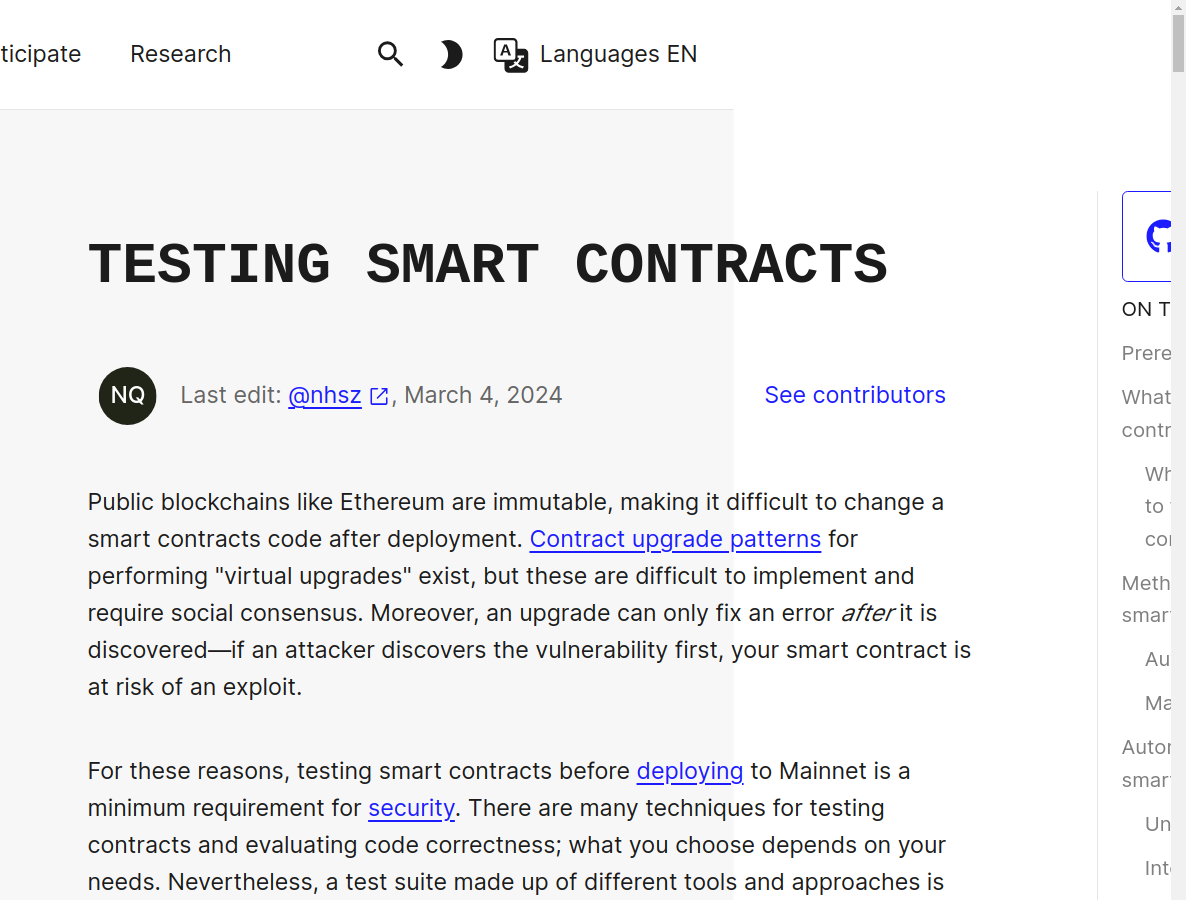 ticipate Research Languages EN
TESTING SMART CONTRACTS
NQ Last edit: @nhsz, March 4, 2024 See contributors
Public blockchains like Ethereum are immutable, making it difficult to change a
smart contracts code after deployment. Contract upgrade patterns for
performing "virtual upgrades" exist, but these are difficult to implement and
require social consensus. Moreover, an upgrade can only fix an error after it is
discovered—if an attacker discovers the vulnerability first, your smart contract is
at risk of an exploit.
For these reasons, testing smart contracts before deploying to Mainnet is a
minimum requirement for security. There are many techniques for testing
contracts and evaluating code correctness; what you choose depends on your
needs. Nevertheless, a test suite made up of different tools and approaches is
ON T
Prere
What
contr
Wh
to
con
Meth
smar
Au
Ma
Autor
smar
Un
Inte